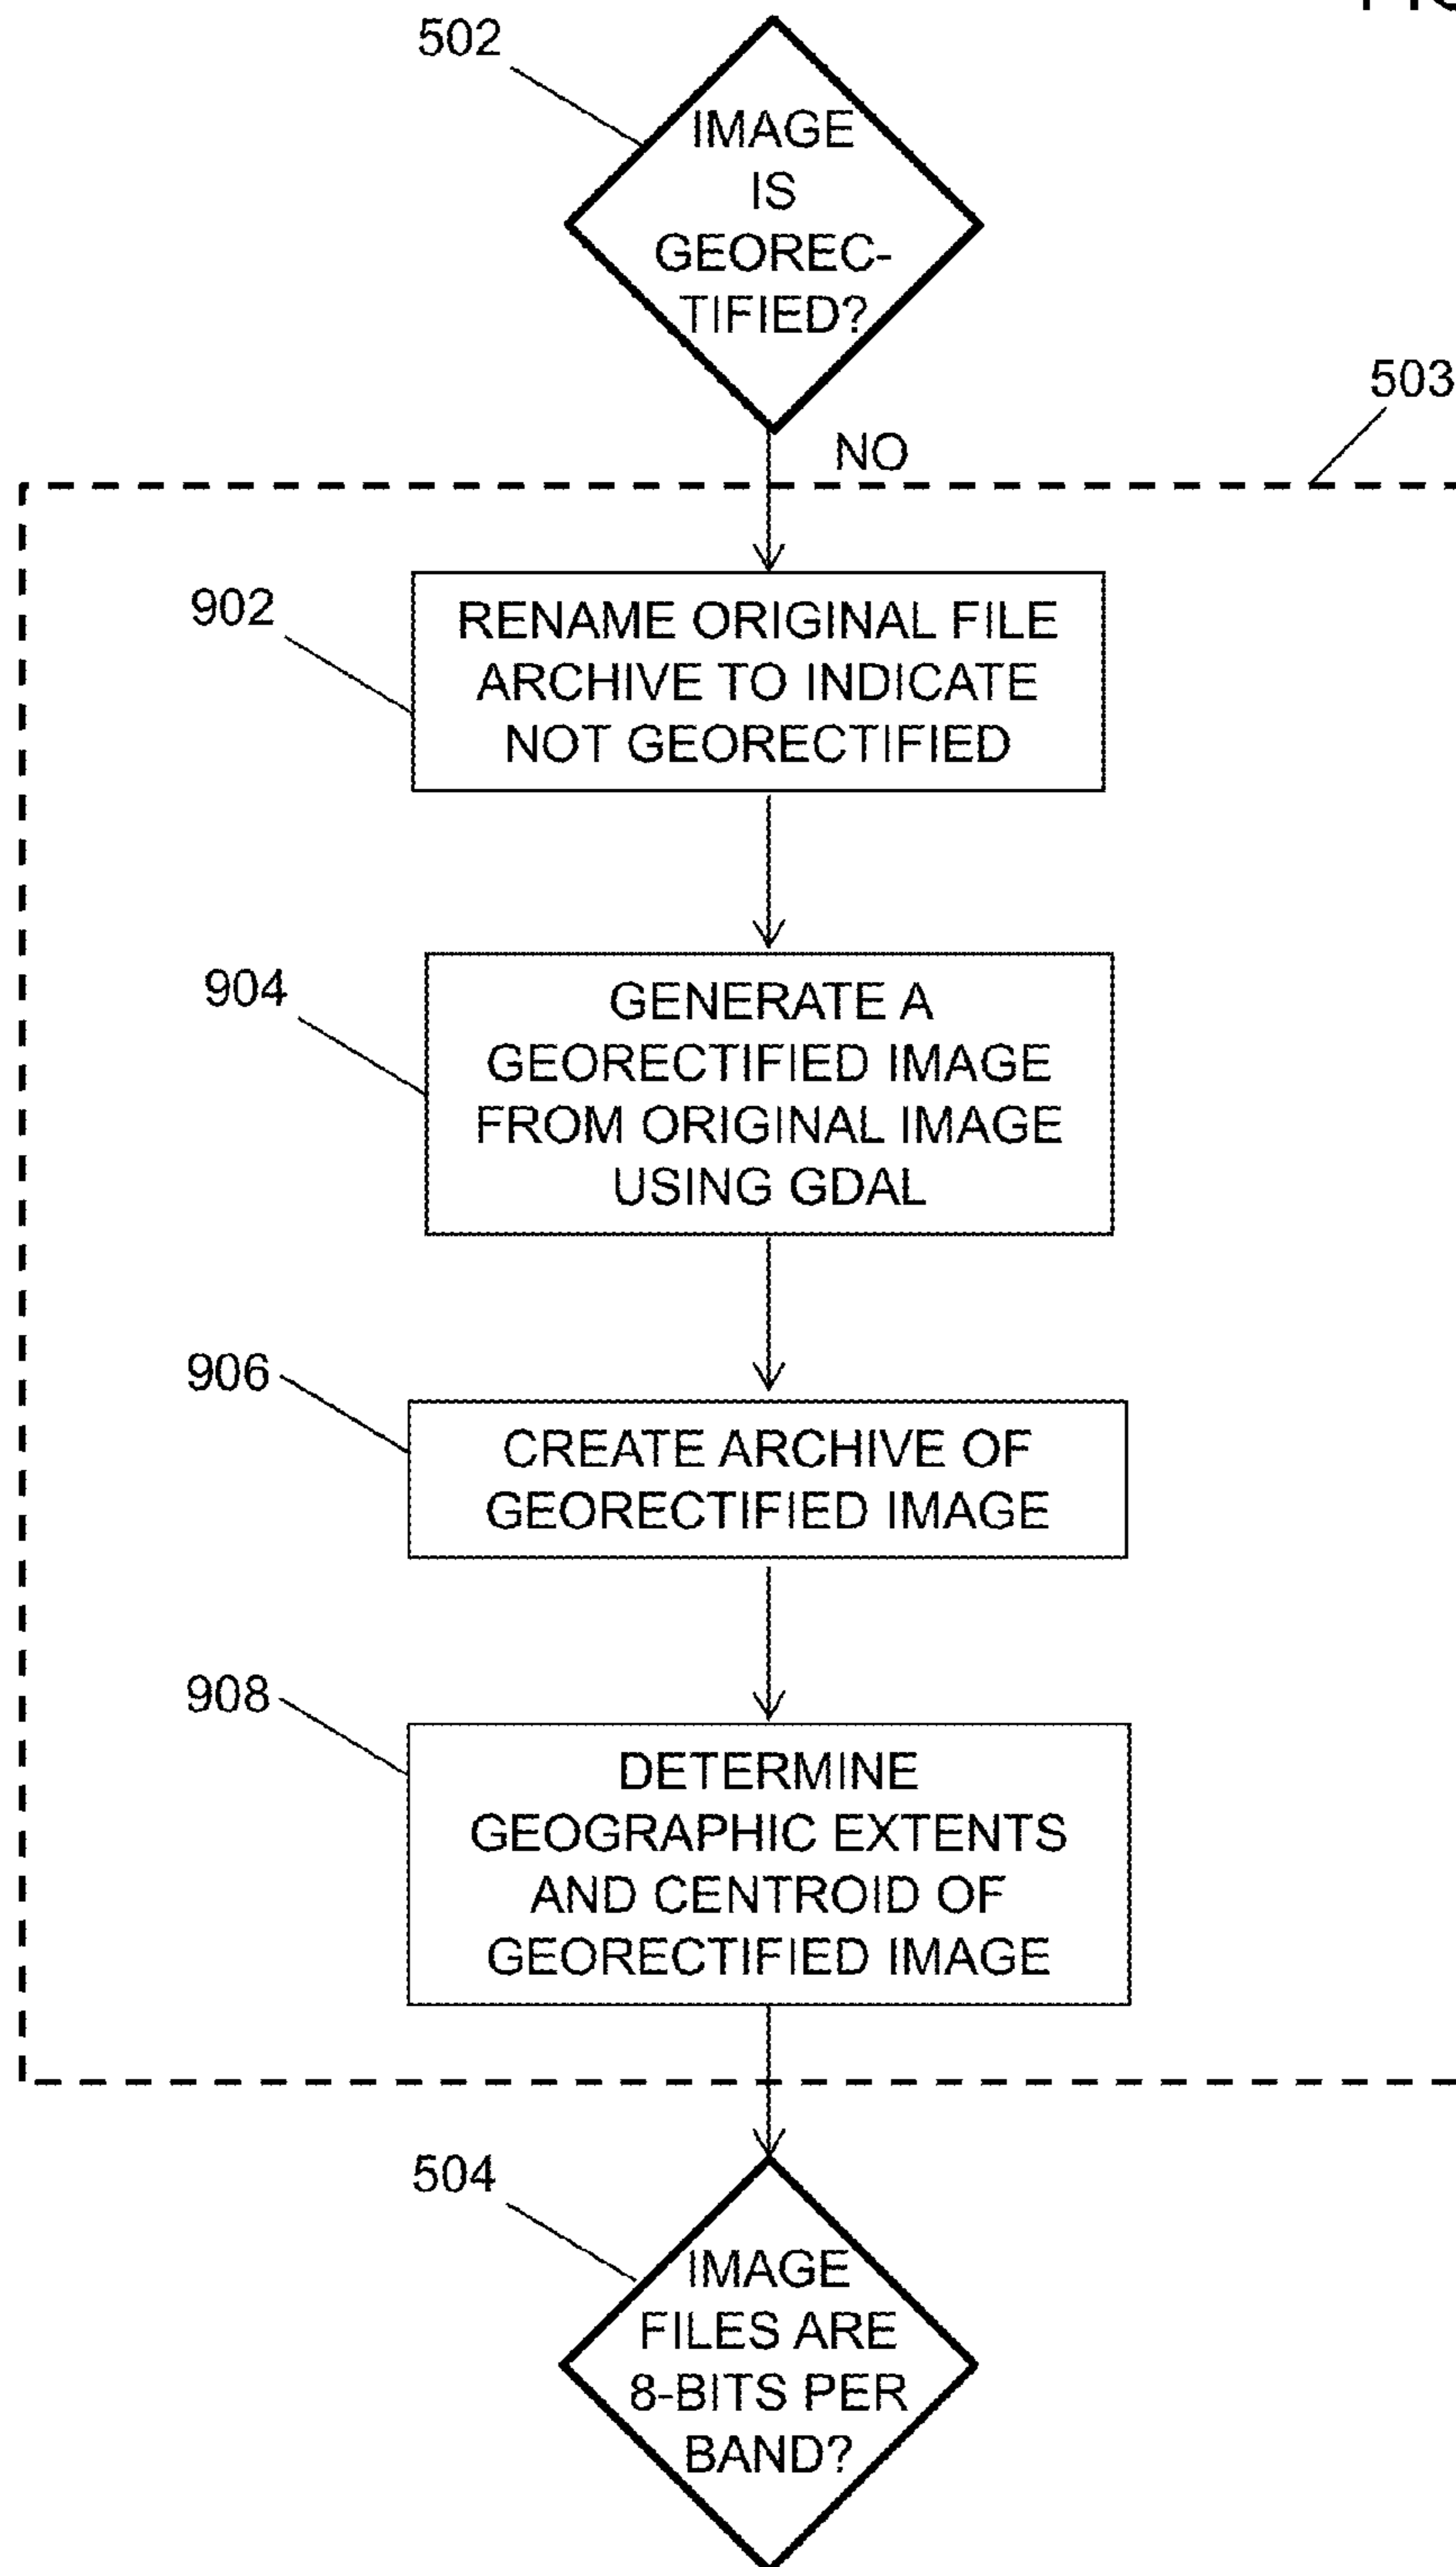 502
IMAGE
IS
GEOREC-
TIFIED?
503
NO
902
RENAME ORIGINAL FILE
ARCHIVE TO INDICATE
NOT GEORECTIFIED
904
GENERATE A
GEORECTIFIED IMAGE
FROM ORIGINAL IMAGE
USING GDAL
906
CREATE ARCHIVE OF
GEORECTIFIED IMAGE
908
DETERMINE
GEOGRAPHIC EXTENTS
AND CENTROID OF
GEORECTIFIED IMAGE
504
IMAGE
FILES ARE
8-BITS PER
BAND?